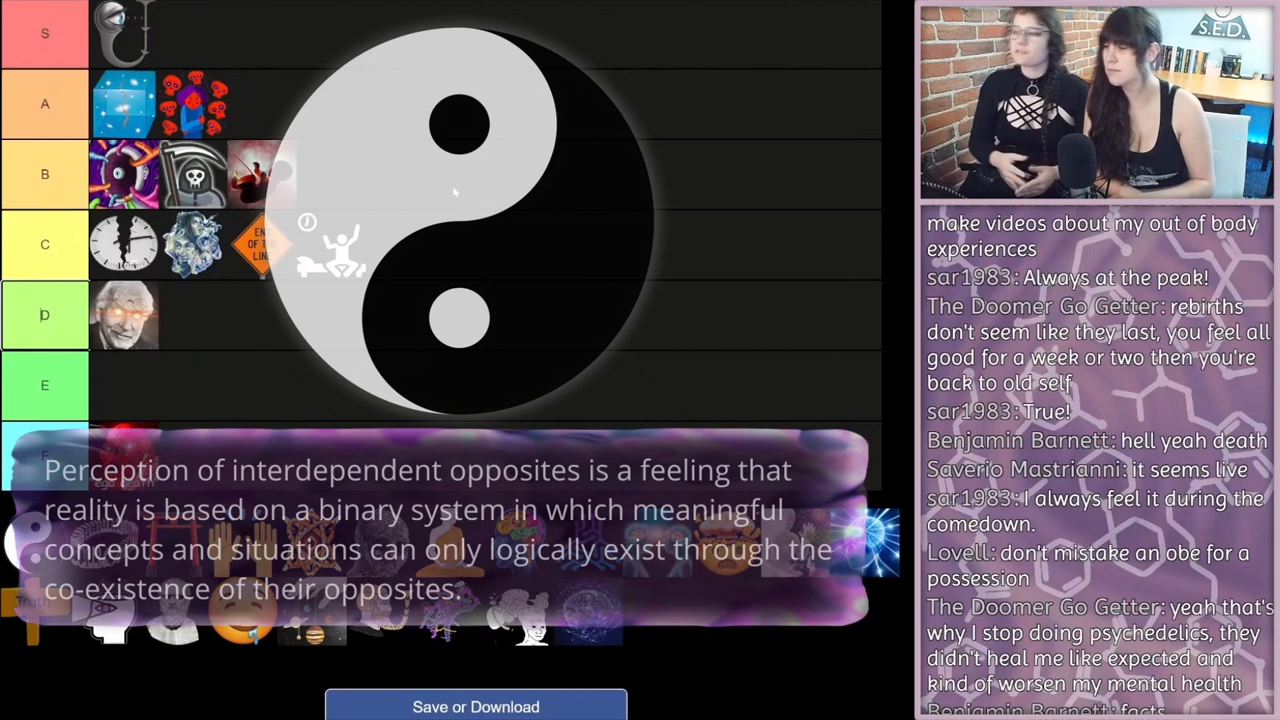 S
A
B
C
D
E
F
END
OF THE
LINE
Perception of interdependent opposites is a feeling that
reality is based on a binary system in which meaningful
concepts and situations can only logically exist through the
co-existence of their opposites.
Truth
Save or Download
S.E.D.
make videos about my out of body
experiences
sar1983: Always at the peak!
The Doomer Go Getter: rebirths
don't seem like they last, you feel all
good for a week or two then you're
back to old self
sar1983: True!
Benjamin Barnett: hell yeah death
Saverio Mastrianni: it seems live
sar1983: I always feel it during the
comedown.
Lovell: don't mistake an obe for a
possession
The Doomer Go Getter: yeah that's
why I stop doing psychedelics, they
didn't heal me like expected and
kind of worsen my mental health
Benjamin Barnett: facts